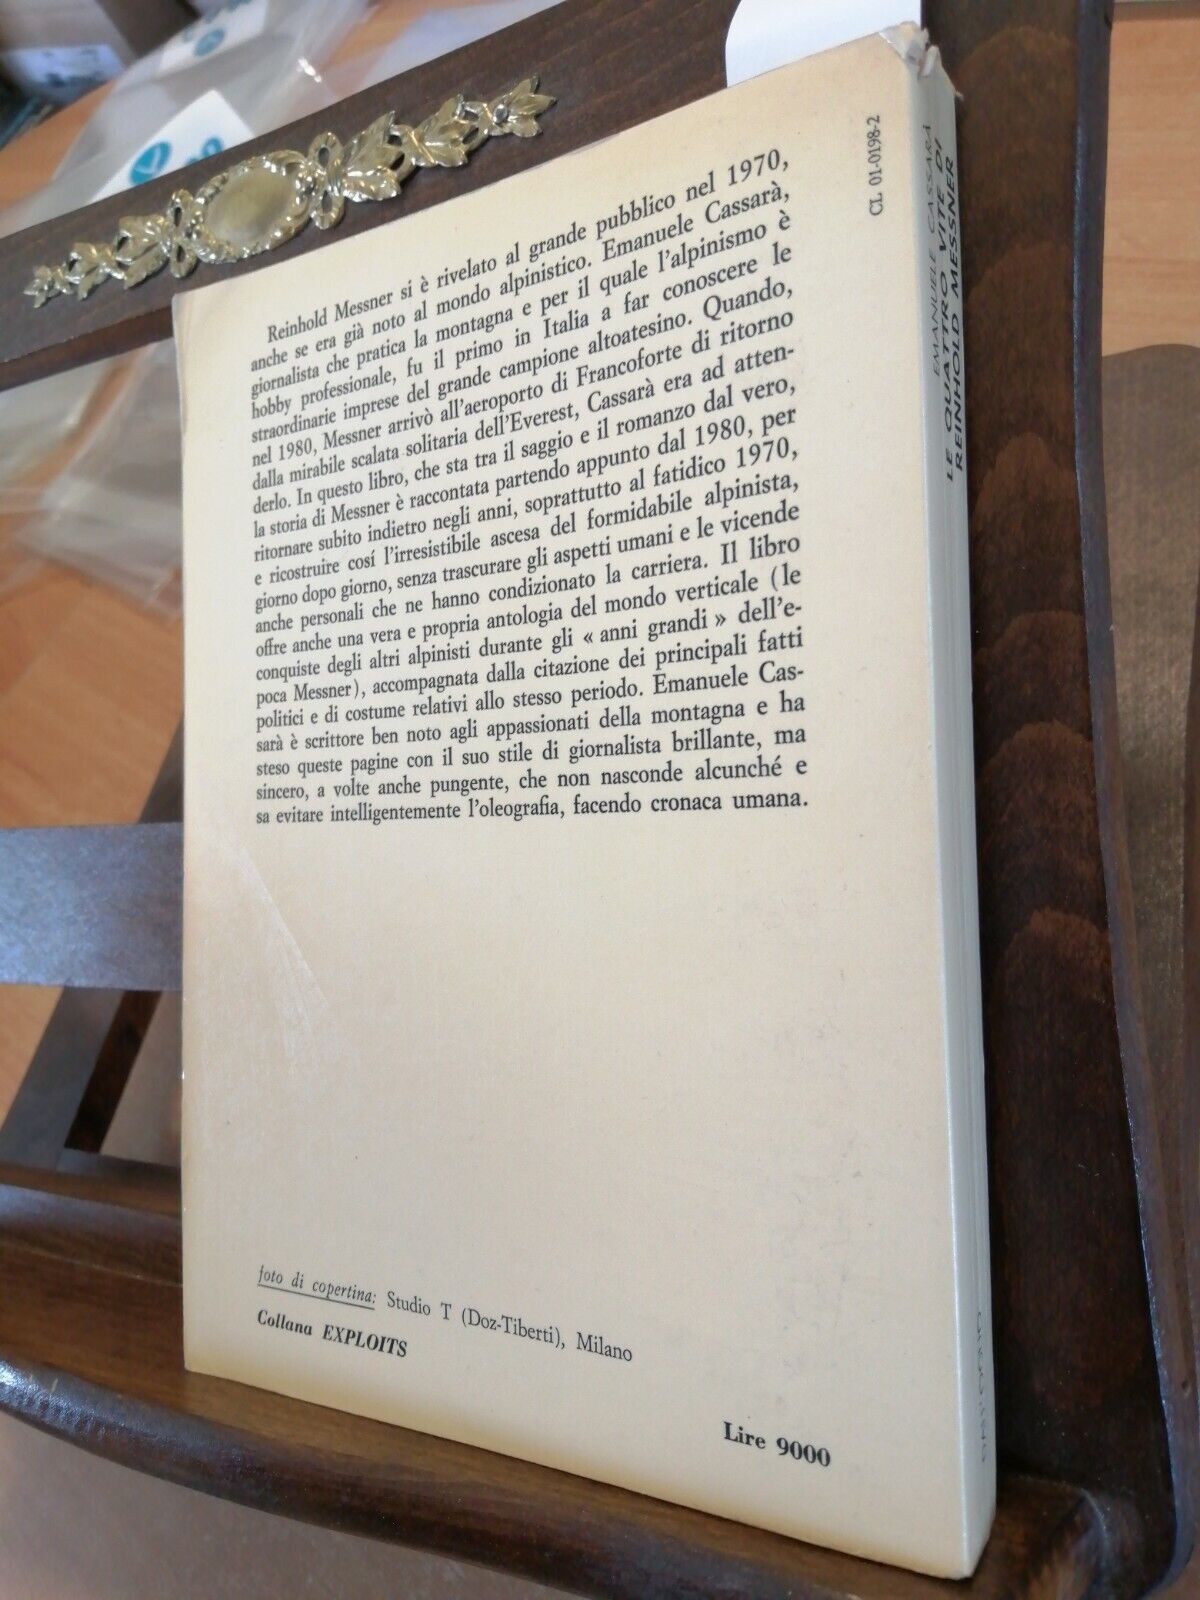 Reinhold Messner si è rivelato al grande pubblico nel 1970,
anche se era già noto al mondo alpinistico. Emanuele Cassarà,
giornalista che pratica la montagna e per il quale l'alpinismo è
hobby professionale, fu il primo in Italia a far conoscere le
straordinarie imprese del grande campione altoatesino. Quando,
nel 1980, Messner arrivò all'aeroporto di Francoforte di ritorno
dalla mirabile scalata solitaria dell'Everest, Cassarà era ad atten-
derlo. In questo libro, che sta tra il saggio e il romanzo dal vero,
la storia di Messner è raccontata partendo appunto dal 1980, per
ritornare subito indietro negli anni, soprattutto al fatidico 1970,
e ricostruire cosí l'irresistibile ascesa del formidabile alpinista,
giorno dopo giorno, senza trascurare gli aspetti umani e le vicende
anche personali che ne hanno condizionato la carriera. Il libro
offre anche una vera e propria antologia del mondo verticale (le
conquiste degli altri alpinisti durante gli « anni grandi » dell'e-
poca Messner), accompagnata dalla citazione dei principali fatti
politici e di costume relativi allo stesso periodo. Emanuele Cas-
sarà è scrittore ben noto agli appassionati della montagna e ha
steso queste pagine con il suo stile di giornalista brillante, ma
sincero, a volte anche pungente, che non nasconde alcunché e
sa evitare intelligentemente l'oleografia, facendo cronaca umana.
foto di copertina: Studio T (Doz-Tiberti), Milano
Collana EXPLOITS
Lire 9000
CL 01-0198-2
EMANUELE CASSARÀ
LE QUATTRO VITE DI
REINHOLD MESSNER